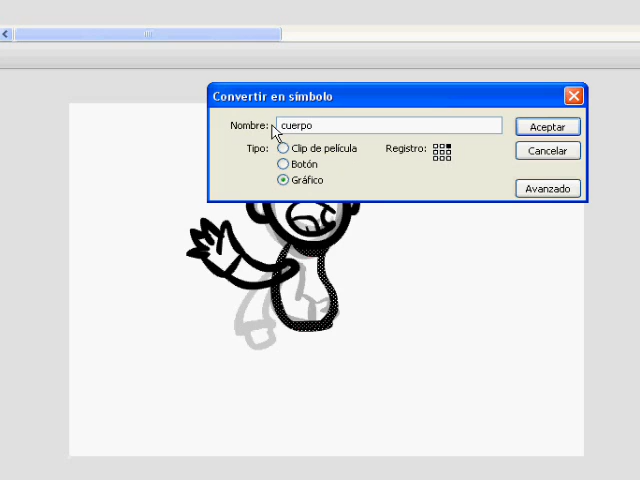 Convertir en símbolo
Nombre: cuerpo
Aceptar
Tipo: Clip de película
Registro:
Cancelar
Botón
Gráfico
Avanzado